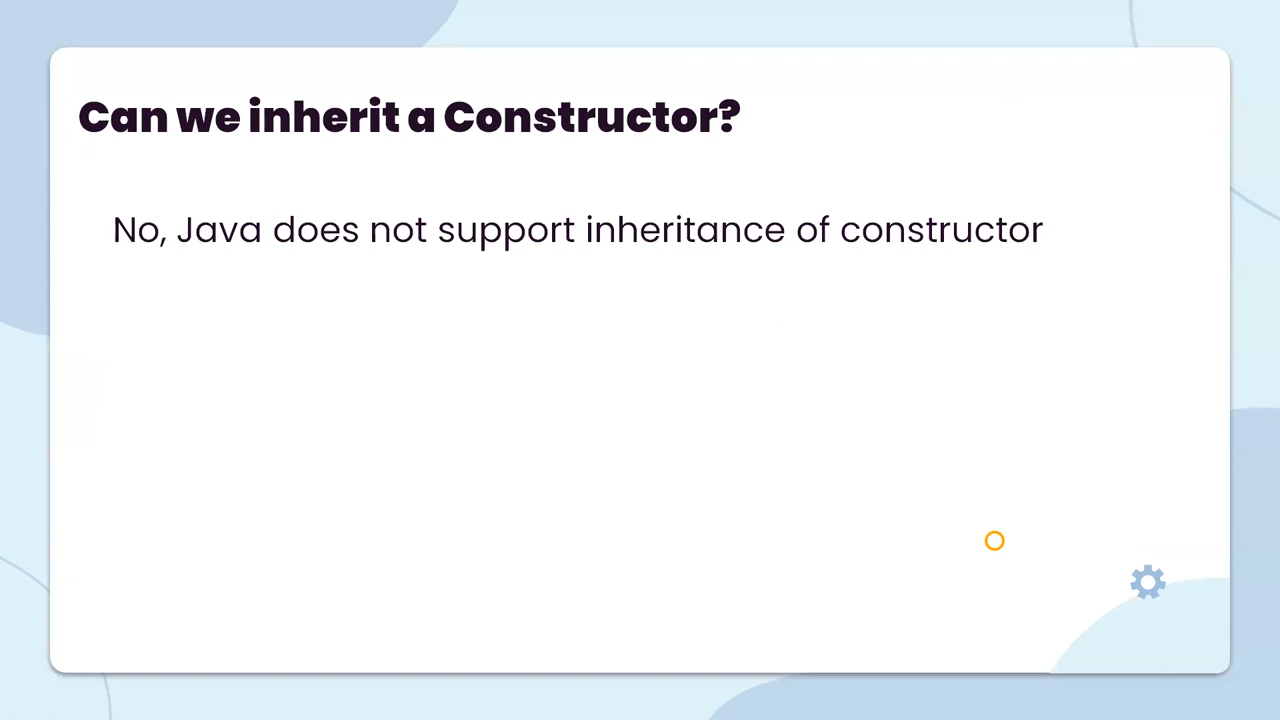 Can we inherit a Constructor?
No, Java does not support inheritance of constructor